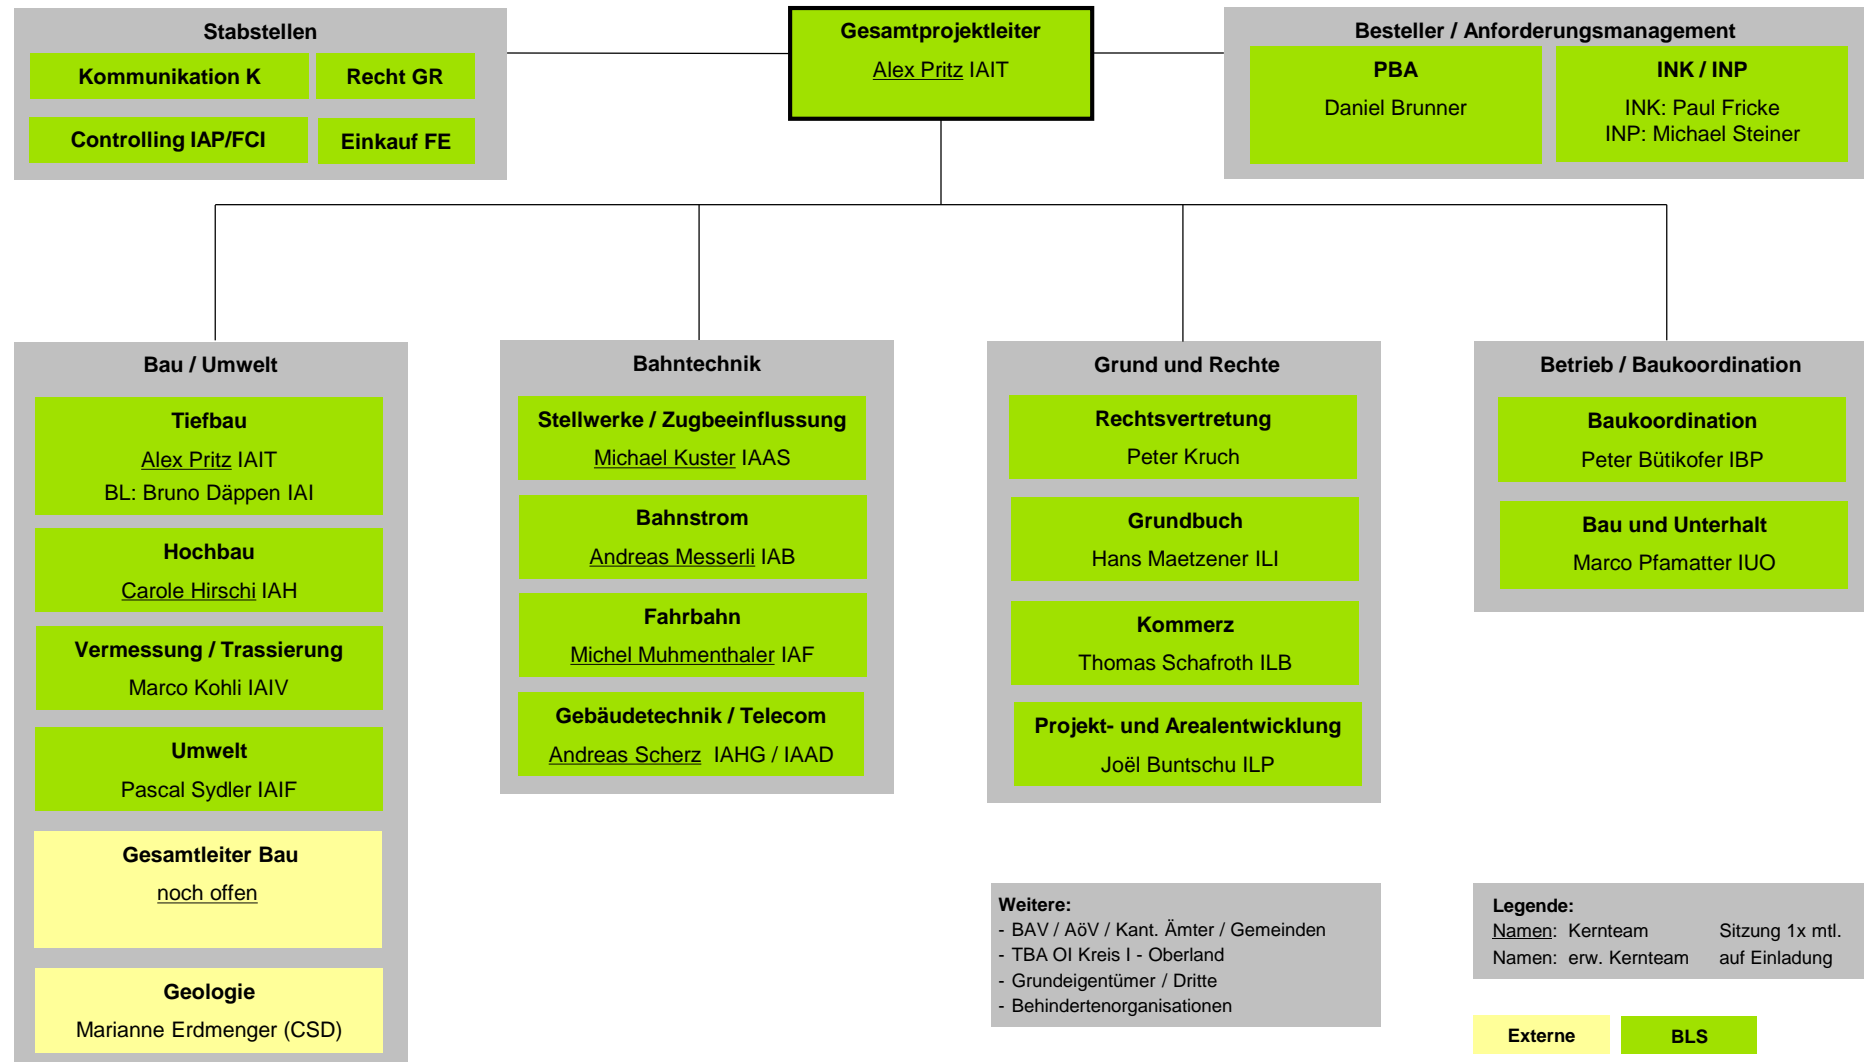 Stabstellen
Kommunikation K
Recht GR
Controlling IAP/FCI
Einkauf FE
Gesamtprojektleiter
Alex Pritz IAIT
Besteller / Anforderungsmanagement
PBA
Daniel Brunner
INK / INP
INK: Paul Fricke
INP: Michael Steiner
Bau / Umwelt
Tiefbau
Alex Pritz IAIT
BL: Bruno Däppen IAI
Hochbau
Carole Hirschi IAH
Vermessung / Trassierung
Marco Kohli IAIV
Umwelt
Pascal Sydler IAIF
Gesamtleiter Bau
noch offen
Geologie
Marianne Erdmenger (CSD)
Bahntechnik
Stellwerke / Zugbeeinflussung
Michael Kuster IAAS
Bahnstrom
Andreas Messerli IAB
Fahrbahn
Michel Muhmenthaler IAF
Gebäudetechnik / Telecom
Andreas Scherz IAHG / IAAD
Grund und Rechte
Rechtsvertretung
Peter Kruch
Grundbuch
Hans Maetzener ILI
Kommerz
Thomas Schafroth ILB
Projekt- und Arealentwicklung
Joël Buntschu ILP
Betrieb / Baukoordination
Baukoordination
Peter Bütikofer IBP
Bau und Unterhalt
Marco Pfamatter IUO
Weitere:
- BAV / AöV / Kant. Ämter / Gemeinden
- TBA OI Kreis I - Oberland
- Grundeigentümer / Dritte
- Behindertenorganisationen
Legende:
Namen: Kernteam Sitzung 1x mtl.
Namen: erw. Kernteam auf Einladung
Externe
BLS